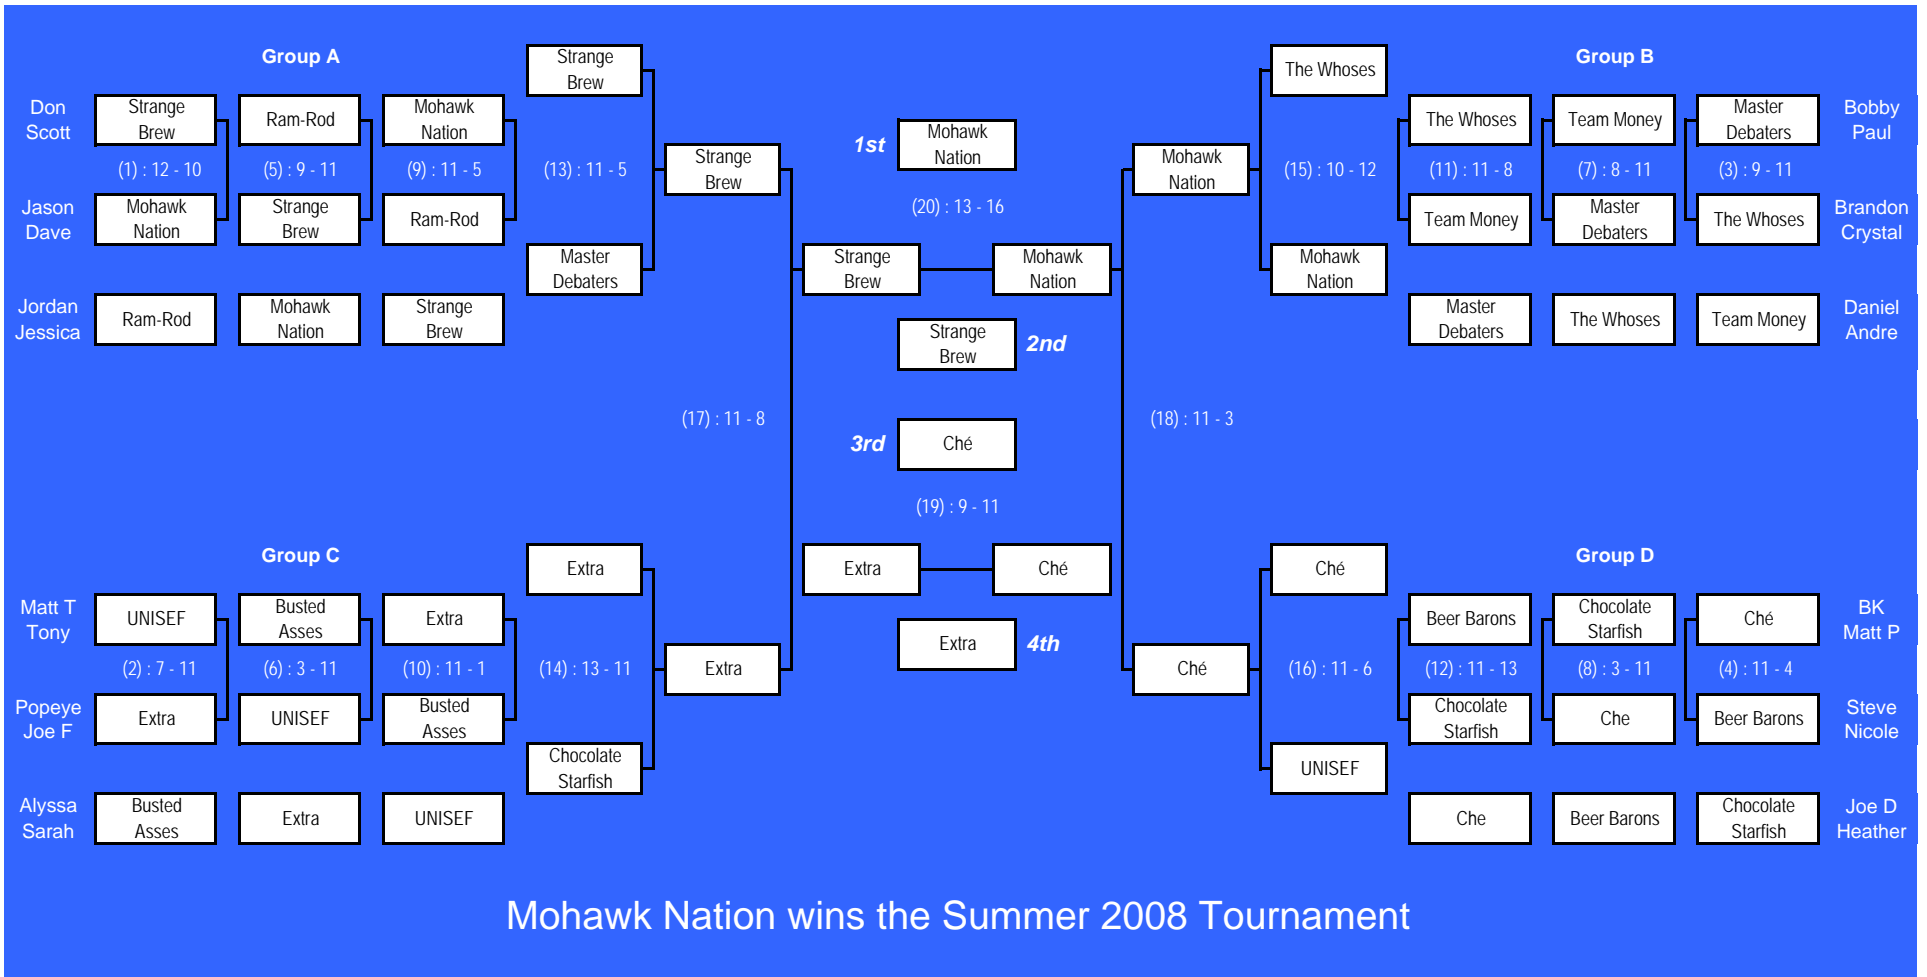 Group A
Don
Scott
Strange
Brew
Ram-Rod
Mohawk
Nation
(1) : 12 - 10
(5) : 9 - 11
(9) : 11 - 5
Jason
Dave
Mohawk
Nation
Strange
Brew
Ram-Rod
Jordan
Jessica
Ram-Rod
Mohawk
Nation
Strange
Brew
Strange
Brew
(13) : 11 - 5
Master
Debaters
Strange
Brew
(17) : 11 - 8
1st
Mohawk
Nation
(20) : 13 - 16
Strange
Brew
Mohawk
Nation
Strange
Brew
2nd
3rd
Ché
(19) : 9 - 11
Extra
Ché
Extra
4th
Mohawk
Nation
(18) : 11 - 3
The Whoses
(15) : 10 - 12
Mohawk
Nation
Group B
The Whoses
Team Money
Master
Debaters
Bobby
Paul
(11) : 11 - 8
(7) : 8 - 11
(3) : 9 - 11
Team Money
Master
Debaters
The Whoses
Brandon
Crystal
Master
Debaters
The Whoses
Team Money
Daniel
Andre
Group C
Matt T
Tony
UNISEF
Busted
Asses
Extra
(2) : 7 - 11
(6) : 3 - 11
(10) : 11 - 1
Popeye
Joe F
Extra
UNISEF
Busted
Asses
Alyssa
Sarah
Busted
Asses
Extra
UNISEF
Extra
(14) : 13 - 11
Chocolate
Starfish
Extra
Ché
Ché
(16) : 11 - 6
UNISEF
Group D
Beer Barons
Chocolate
Starfish
Ché
BK
Matt P
(12) : 11 - 13
(8) : 3 - 11
(4) : 11 - 4
Chocolate
Starfish
Che
Beer Barons
Steve
Nicole
Che
Beer Barons
Chocolate
Starfish
Joe D
Heather
Mohawk Nation wins the Summer 2008 Tournament